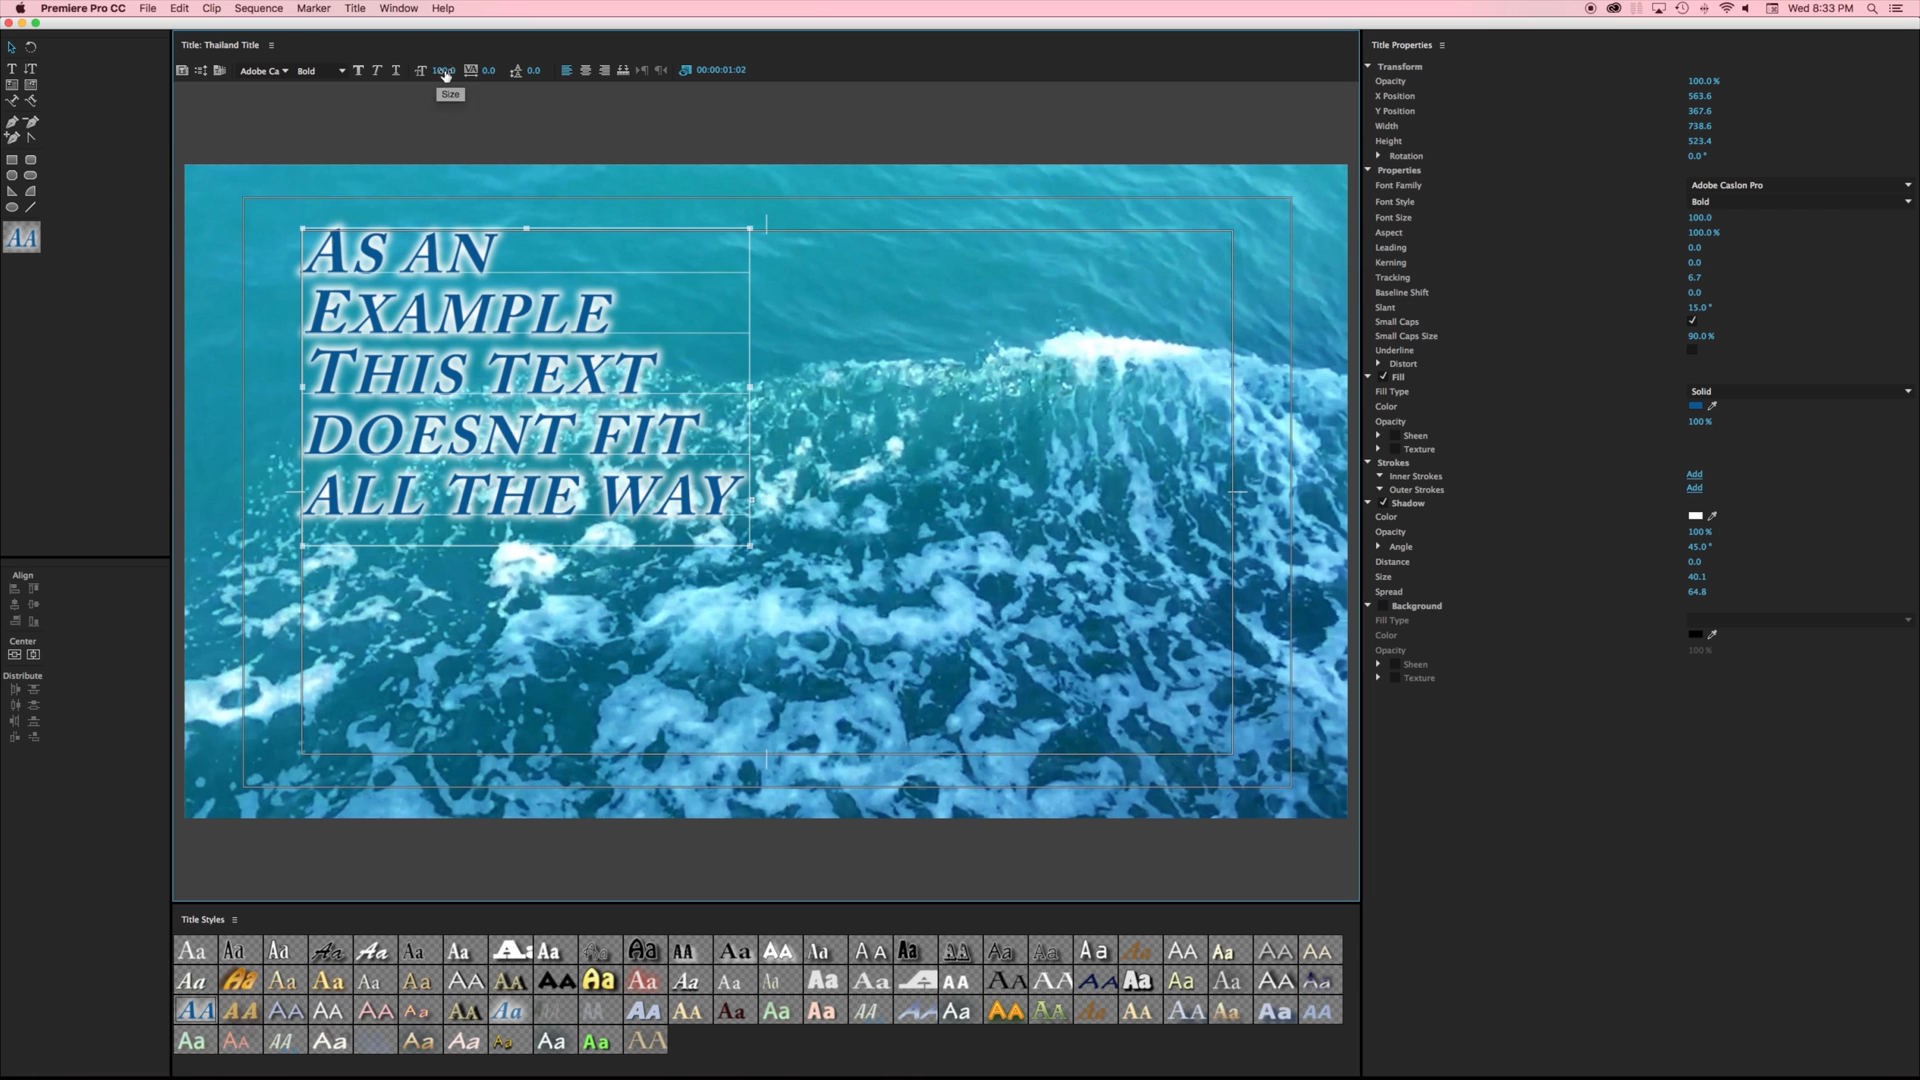 Premiere Pro CC File Edit Clip Sequence Marker Title Window Help Wed 8:33 PM
Title: Thailand Title
Adobe Ca Bold 100.0 0.0 0.0 00:00:01:02
Size
AS AN
EXAMPLE
THIS TEXT
DOESNT FIT
ALL THE WAY
Align
Center
Distribute
Title Properties
Transform
Opacity 100.0 %
X Position 563.6
Y Position 367.6
Width 738.6
Height 523.4
Rotation 0.0 °
Properties
Font Family Adobe Caslon Pro
Font Style Bold
Font Size 100.0
Aspect 100.0 %
Leading 0.0
Kerning 0.0
Tracking 6.7
Baseline Shift 0.0
Slant 15.0 °
Small Caps
Small Caps Size 90.0 %
Underline
Distort
Fill
Fill Type Solid
Color
Opacity 100 %
Sheen
Texture
Strokes
Inner Strokes Add
Outer Strokes Add
Shadow
Color
Opacity 100 %
Angle 45.0 °
Distance 0.0
Size 40.1
Spread 64.8
Background
Fill Type
Color
Opacity 100 %
Sheen
Texture
Title Styles